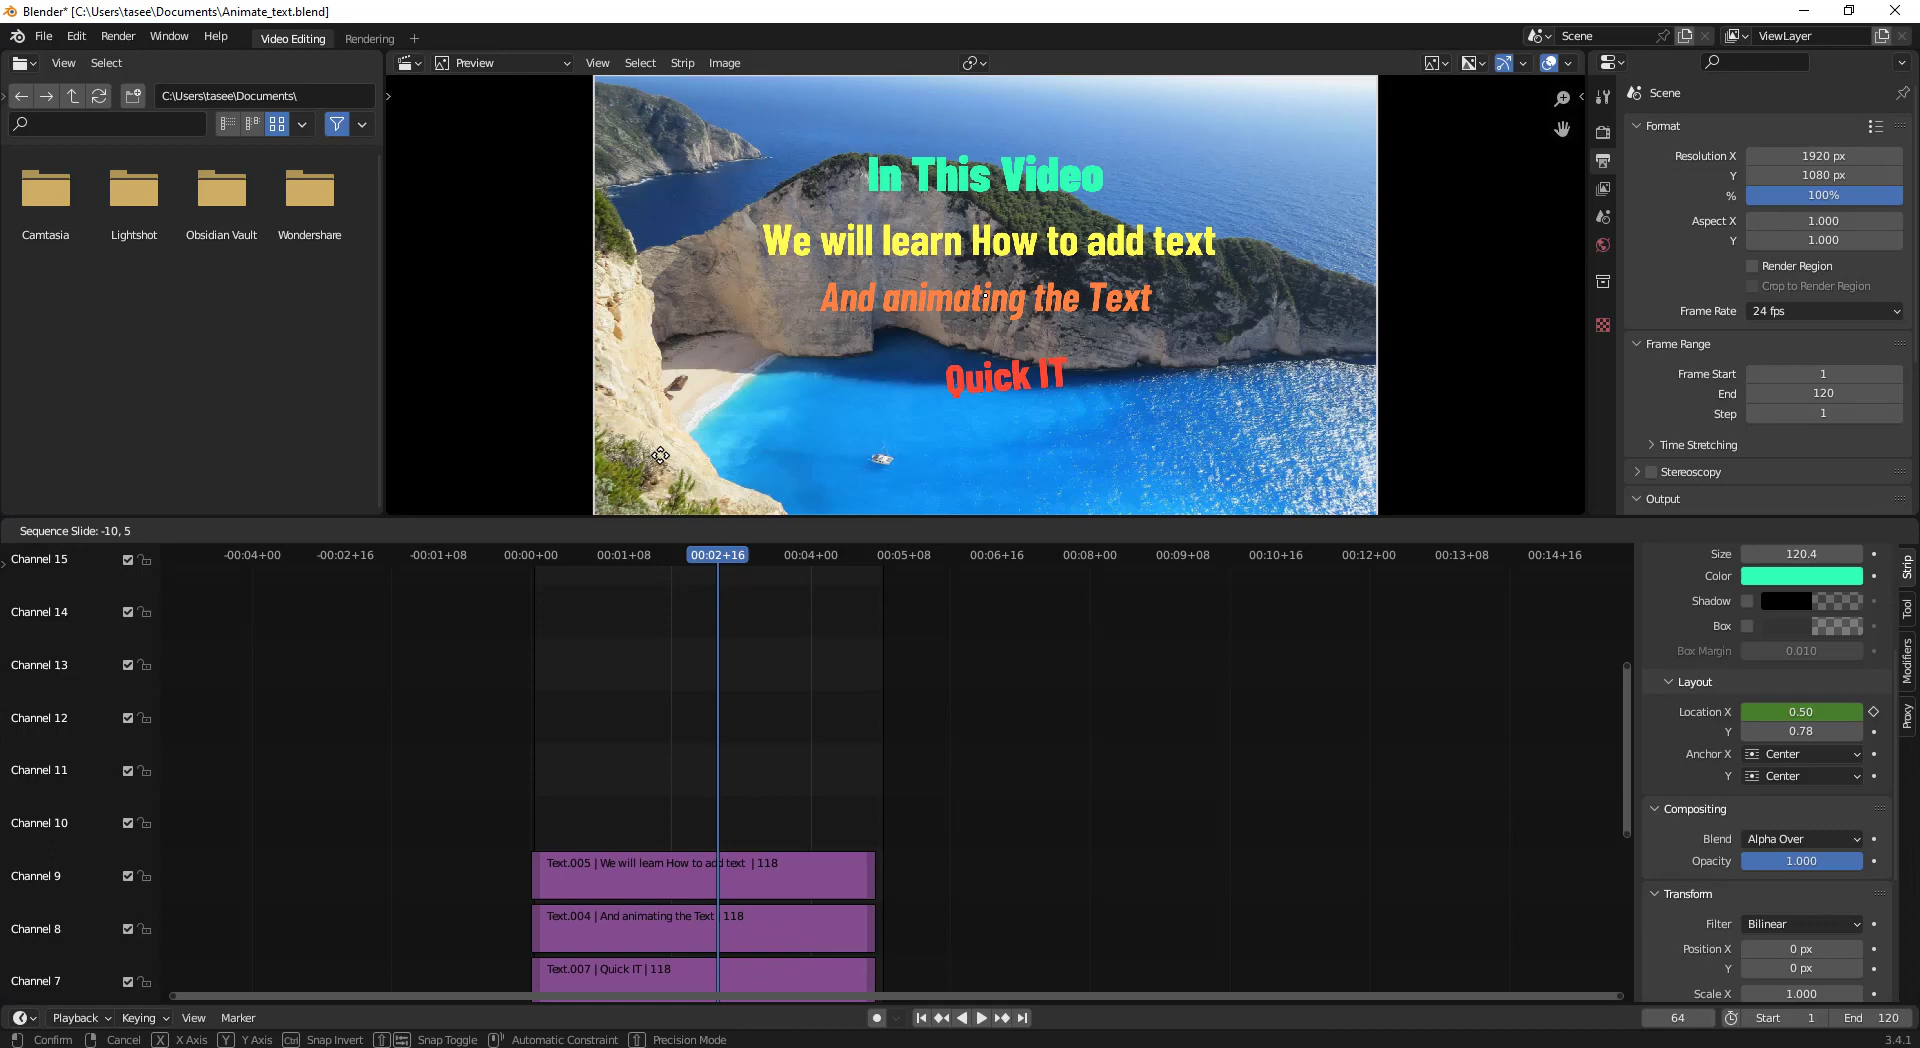 Blender* [C:\Users\tasee\Documents\Animate_text.blend]
File Edit Render Window Help Video Editing Rendering + Scene ViewLayer
View Select Preview View Select Strip Image
C:\Users\tasee\Documents\
Scene
Format
Resolution X 1920 px
Y 1080 px
% 100%
Aspect X 1.000
Y 1.000
Render Region
Crop to Render Region
Frame Rate 24 fps
Frame Range
Frame Start 1
End 120
Step 1
Time Stretching
Stereoscopy
Output
Camtasia Lightshot Obsidian Vault Wondershare
In This Video
We will learn How to add text
And animating the Text
Quick IT
Sequence Slide: -10, 5
-00:04+00 -00:02+16 -00:01+08 00:00+00 00:01+08 00:02+16 00:04+00 00:05+08 00:06+16 00:08+00 00:09+08 00:10+16 00:12+00 00:13+08 00:14+16
Channel 15
Channel 14
Channel 13
Channel 12
Channel 11
Channel 10
Channel 9
Channel 8
Channel 7
Text.005 | We will learn How to add text | 118
Text.004 | And animating the Text | 118
Text.007 | Quick IT | 118
Size 120.4
Color
Shadow
Box
Box Margin 0.010
Layout
Location X 0.50
Y 0.78
Anchor X Center
Y Center
Compositing
Blend Alpha Over
Opacity 1.000
Transform
Filter Bilinear
Position X 0 px
Y 0 px
Scale X 1.000
Strip
Tool
Modifiers
Proxy
Playback Keying View Marker 64 Start 1 End 120
Confirm Cancel X X Axis Y Y Axis Ctrl Snap Invert Snap Toggle Automatic Constraint Precision Mode 3.4.1